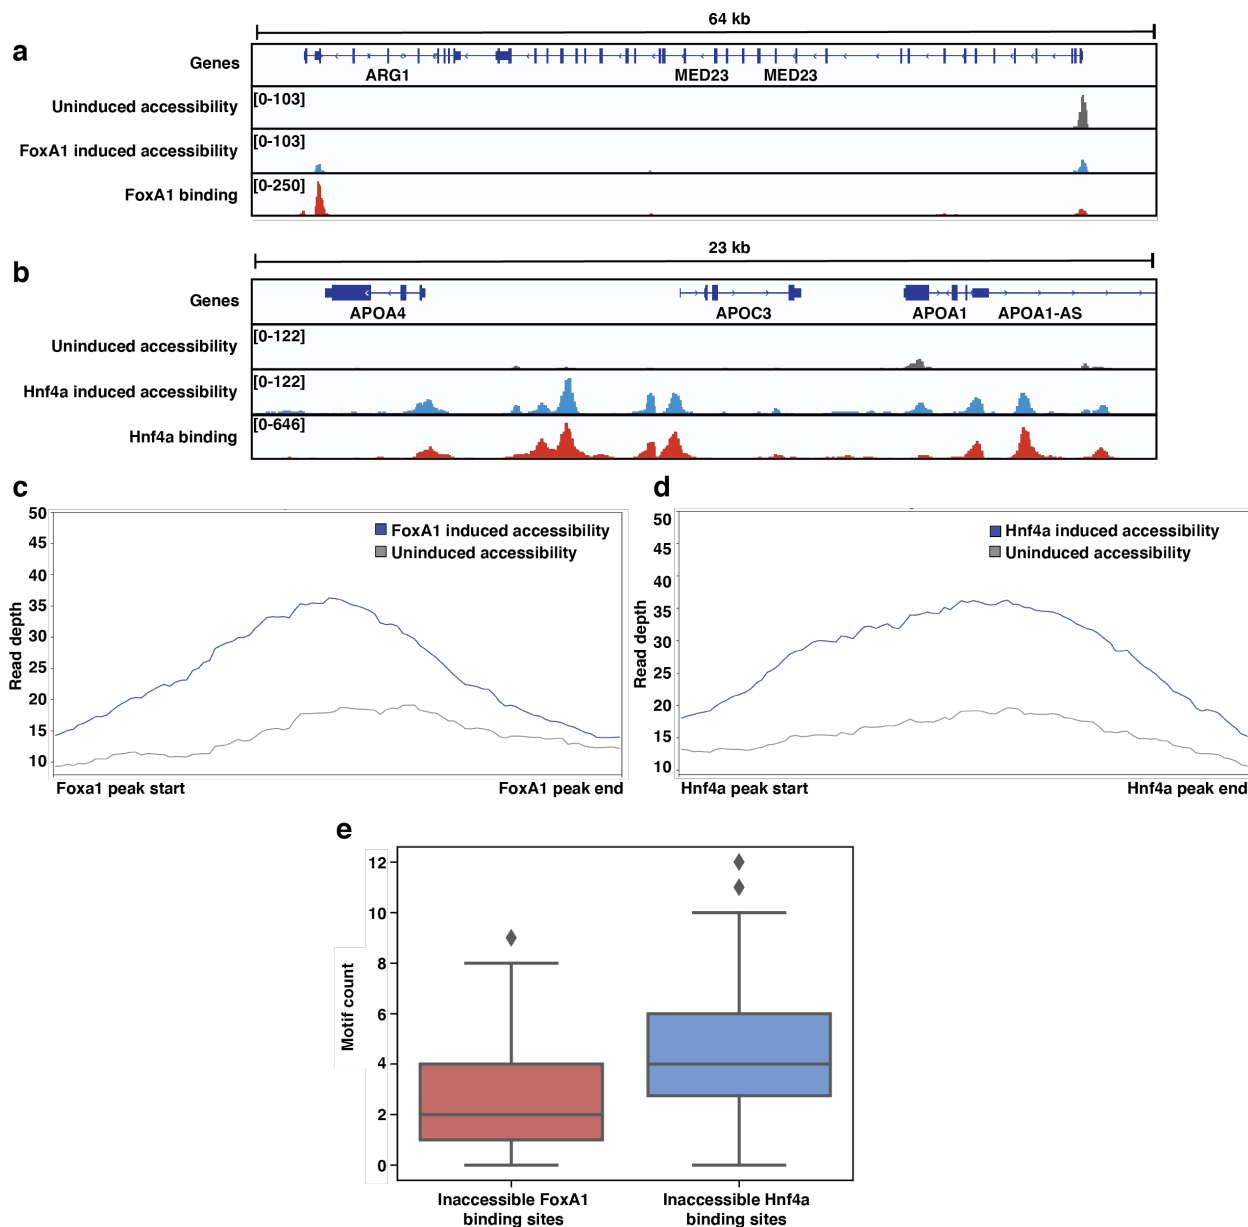 a
64 kb
Genes
ARG1 MED23 MED23
Uninduced accessibility
[0-103]
FoxA1 induced accessibility
[0-103]
FoxA1 binding
[0-250]
b
23 kb
Genes
APOA4 APOC3 APOA1 APOA1-AS
Uninduced accessibility
[0-122]
Hnf4a induced accessibility
[0-122]
Hnf4a binding
[0-646]
c
50
45
40
35
30
25
20
15
10
Read depth
FoxA1 induced accessibility
Uninduced accessibility
Foxa1 peak start
FoxA1 peak end
d
50
45
40
35
30
25
20
15
10
Read depth
Hnf4a induced accessibility
Uninduced accessibility
Hnf4a peak start
Hnf4a peak end
e
12
10
8
6
4
2
0
Motif count
Inaccessible FoxA1
binding sites
Inaccessible Hnf4a
binding sites